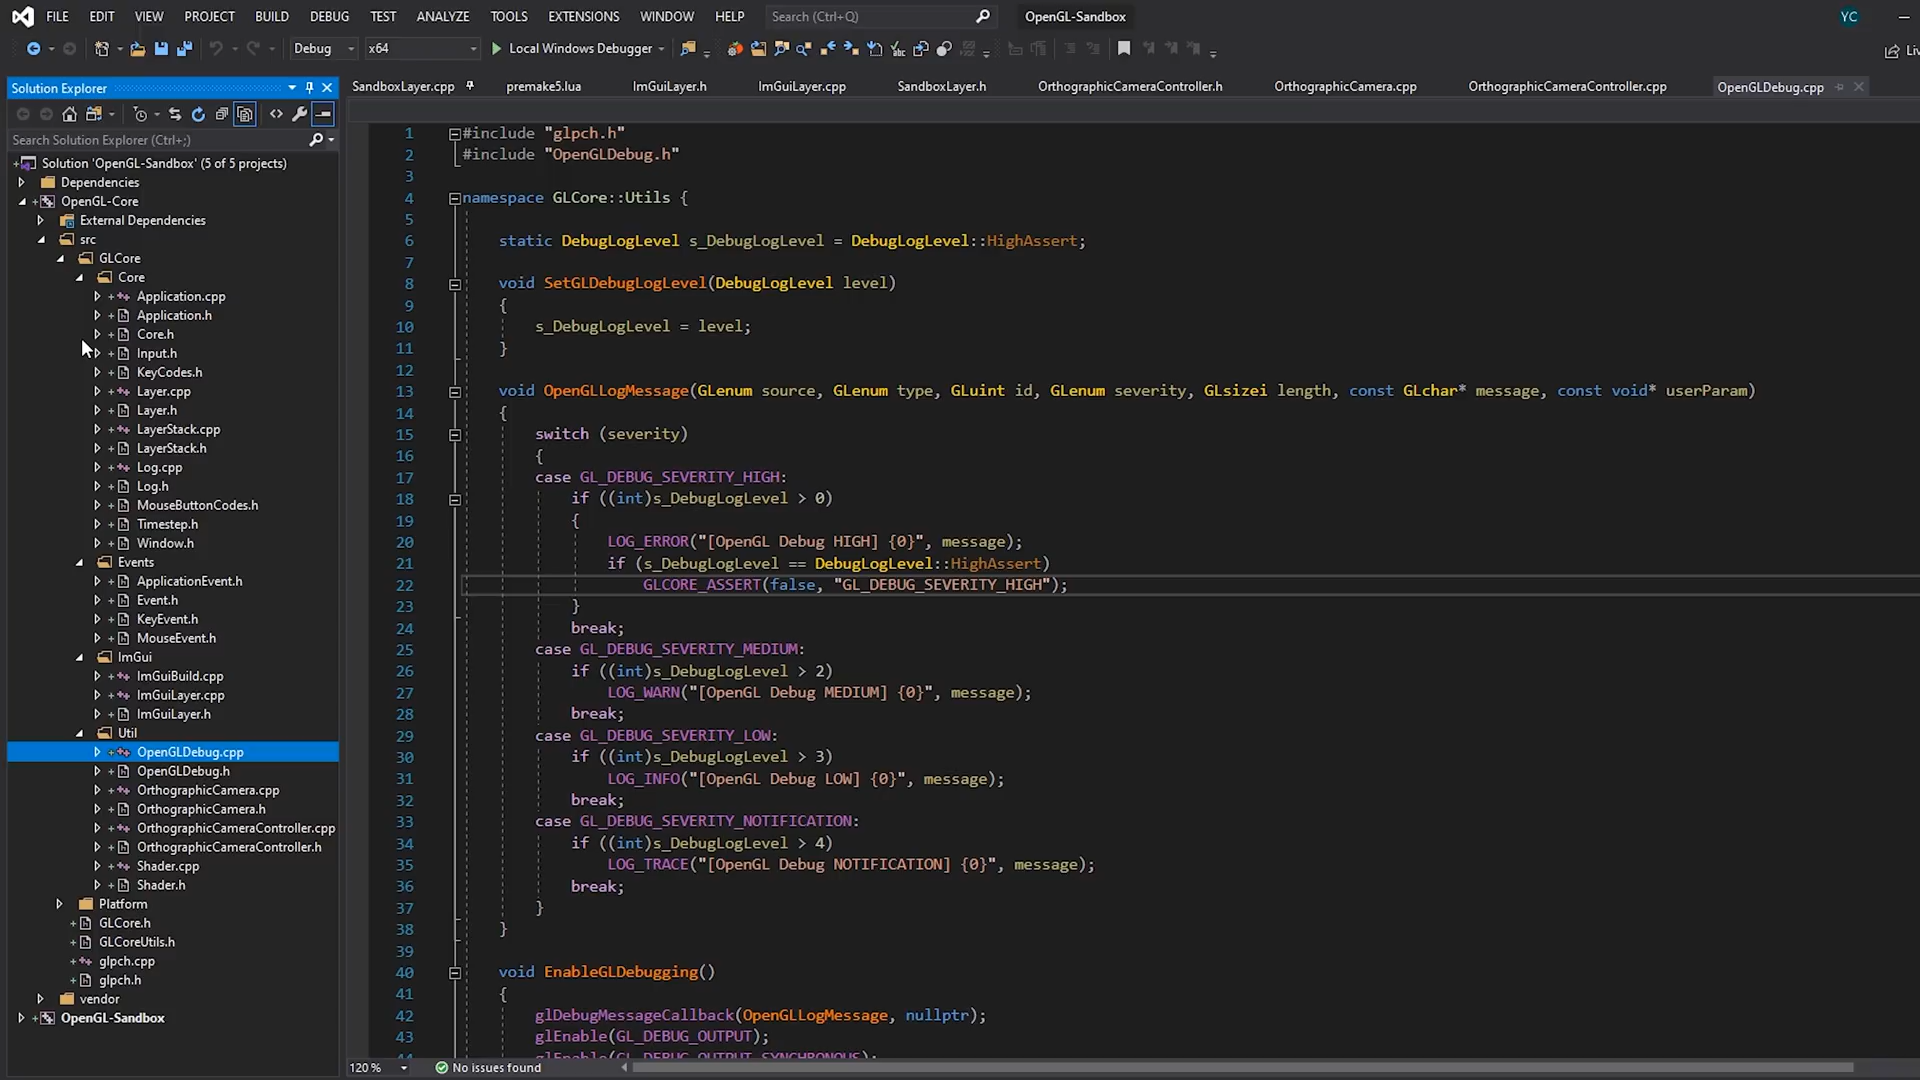 FILE EDIT VIEW PROJECT BUILD DEBUG TEST ANALYZE TOOLS EXTENSIONS WINDOW HELP Search (Ctrl+Q) OpenGL-Sandbox YC
Debug x64 Local Windows Debugger Liv
Solution Explorer
Search Solution Explorer (Ctrl+;)
Solution 'OpenGL-Sandbox' (5 of 5 projects)
Dependencies
OpenGL-Core
External Dependencies
src
GLCore
Core
Application.cpp
Application.h
Core.h
Input.h
KeyCodes.h
Layer.cpp
Layer.h
LayerStack.cpp
LayerStack.h
Log.cpp
Log.h
MouseButtonCodes.h
Timestep.h
Window.h
Events
ApplicationEvent.h
Event.h
KeyEvent.h
MouseEvent.h
ImGui
ImGuiBuild.cpp
ImGuiLayer.cpp
ImGuiLayer.h
Util
OpenGLDebug.cpp
OpenGLDebug.h
OrthographicCamera.cpp
OrthographicCamera.h
OrthographicCameraController.cpp
OrthographicCameraController.h
Shader.cpp
Shader.h
Platform
GLCore.h
GLCoreUtils.h
glpch.cpp
glpch.h
vendor
OpenGL-Sandbox
SandboxLayer.cpp premake5.lua ImGuiLayer.h ImGuiLayer.cpp SandboxLayer.h OrthographicCameraController.h OrthographicCamera.cpp OrthographicCameraController.cpp OpenGLDebug.cpp
1 #include "glpch.h"
2 #include "OpenGLDebug.h"
3
4 namespace GLCore::Utils {
5
6 static DebugLogLevel s_DebugLogLevel = DebugLogLevel::HighAssert;
7
8 void SetGLDebugLogLevel(DebugLogLevel level)
9 {
10 s_DebugLogLevel = level;
11 }
12
13 void OpenGLLogMessage(GLenum source, GLenum type, GLuint id, GLenum severity, GLsizei length, const GLchar* message, const void* userParam)
14 {
15 switch (severity)
16 {
17 case GL_DEBUG_SEVERITY_HIGH:
18 if ((int)s_DebugLogLevel > 0)
19 {
20 LOG_ERROR("[OpenGL Debug HIGH] {0}", message);
21 if (s_DebugLogLevel == DebugLogLevel::HighAssert)
22 GLCORE_ASSERT(false, "GL_DEBUG_SEVERITY_HIGH");
23 }
24 break;
25 case GL_DEBUG_SEVERITY_MEDIUM:
26 if ((int)s_DebugLogLevel > 2)
27 LOG_WARN("[OpenGL Debug MEDIUM] {0}", message);
28 break;
29 case GL_DEBUG_SEVERITY_LOW:
30 if ((int)s_DebugLogLevel > 3)
31 LOG_INFO("[OpenGL Debug LOW] {0}", message);
32 break;
33 case GL_DEBUG_SEVERITY_NOTIFICATION:
34 if ((int)s_DebugLogLevel > 4)
35 LOG_TRACE("[OpenGL Debug NOTIFICATION] {0}", message);
36 break;
37 }
38 }
39
40 void EnableGLDebugging()
41 {
42 glDebugMessageCallback(OpenGLLogMessage, nullptr);
43 glEnable(GL_DEBUG_OUTPUT);
44 glEnable(GL_DEBUG_OUTPUT_SYNCHRONOUS);
120 % No issues found